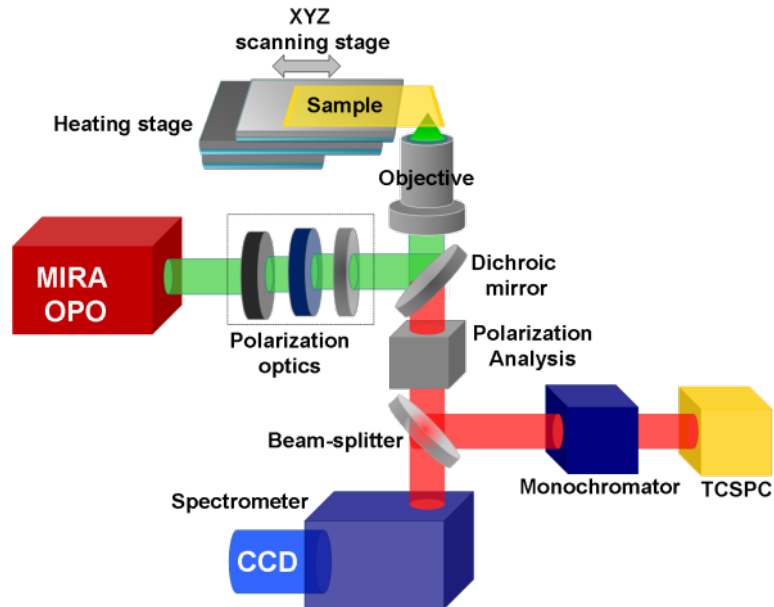 XYZ
scanning stage
Sample
Heating stage
Objective
MIRA
OPO
Dichroic
mirror
Polarization
optics
Polarization
Analysis
Beam-splitter
Monochromator
TCSPC
Spectrometer
CCD